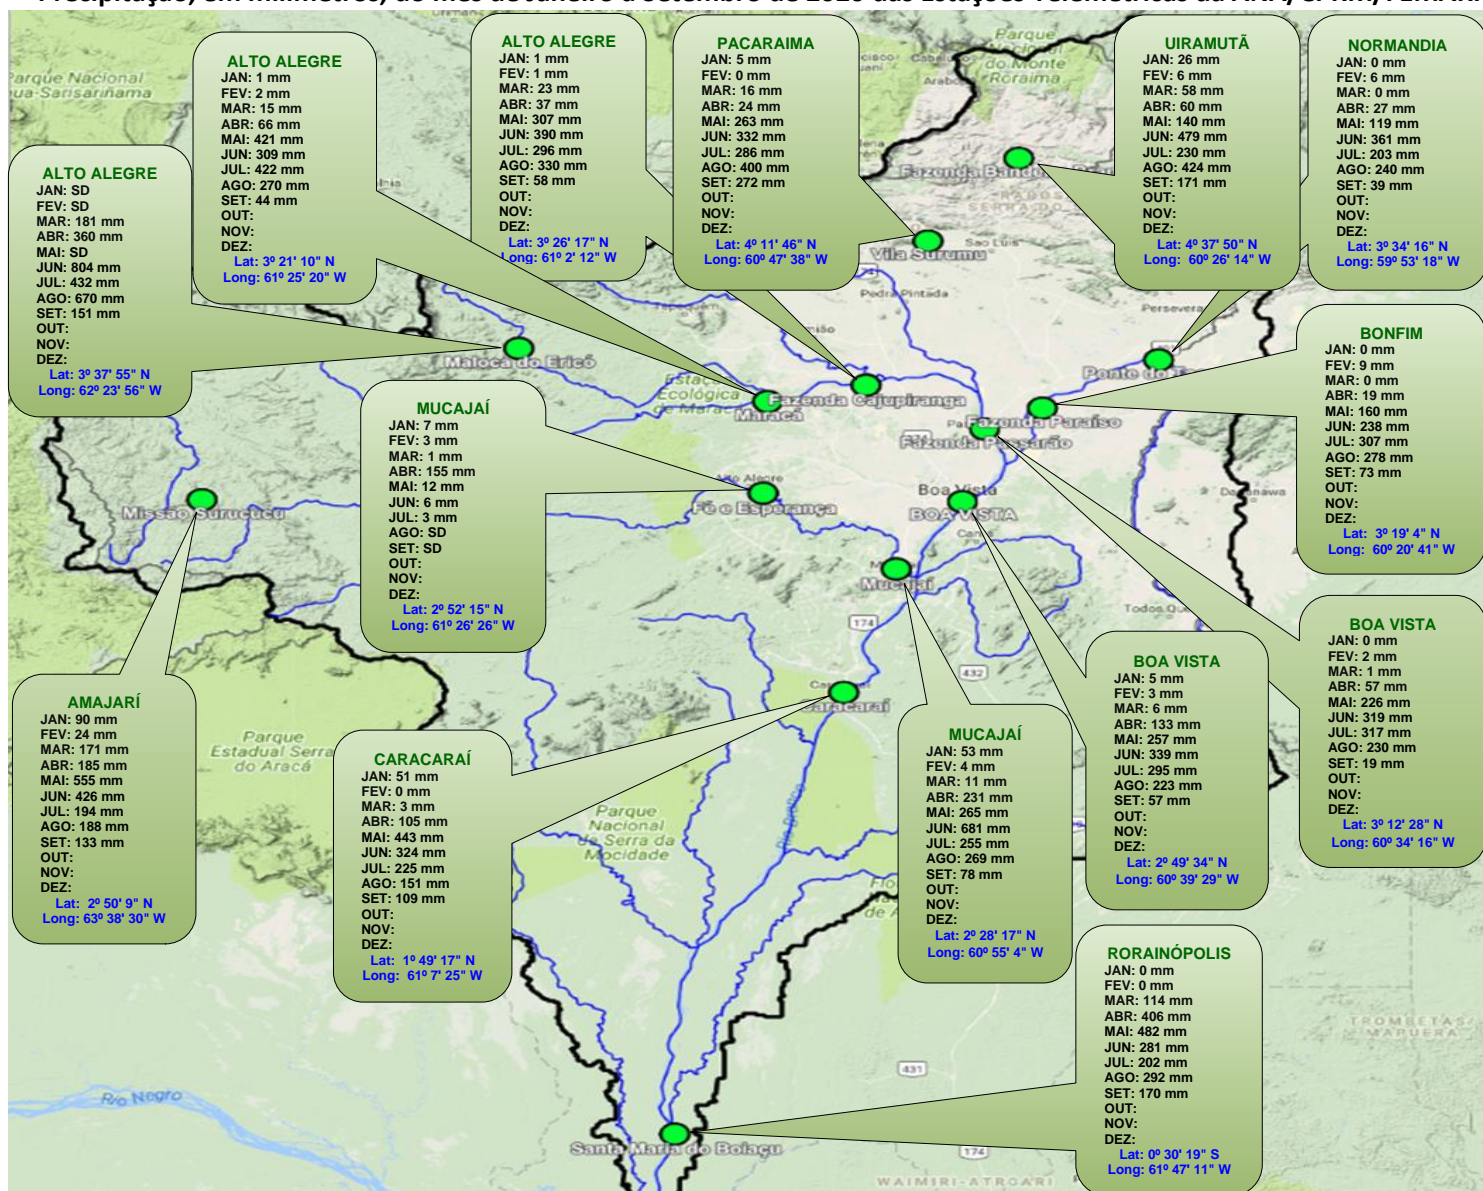 ALTO ALEGRE
JAN: SD
FEV: SD
MAR: 181 mm
ABR: 360 mm
MAI: SD
JUN: 804 mm
JUL: 432 mm
AGO: 670 mm
SET: 151 mm
OUT:
NOV:
DEZ:
Lat: 3º 37' 55" N
Long: 62º 23' 56" W
ALTO ALEGRE
JAN: 1 mm
FEV: 2 mm
MAR: 15 mm
ABR: 66 mm
MAI: 421 mm
JUN: 309 mm
JUL: 422 mm
AGO: 270 mm
SET: 44 mm
OUT:
NOV:
DEZ:
Lat: 3º 21' 10" N
Long: 61º 25' 20" W
ALTO ALEGRE
JAN: 1 mm
FEV: 1 mm
MAR: 23 mm
ABR: 37 mm
MAI: 307 mm
JUN: 390 mm
JUL: 296 mm
AGO: 330 mm
SET: 58 mm
OUT:
NOV:
DEZ:
Lat: 3º 26' 17" N
Long: 61º 2' 12" W
PACARAIMA
JAN: 5 mm
FEV: 0 mm
MAR: 16 mm
ABR: 24 mm
MAI: 263 mm
JUN: 332 mm
JUL: 286 mm
AGO: 400 mm
SET: 272 mm
OUT:
NOV:
DEZ:
Lat: 4º 11' 46" N
Long: 60º 47' 38" W
UIRAMUTÃ
JAN: 26 mm
FEV: 6 mm
MAR: 58 mm
ABR: 60 mm
MAI: 140 mm
JUN: 479 mm
JUL: 230 mm
AGO: 424 mm
SET: 171 mm
OUT:
NOV:
DEZ:
Lat: 4º 37' 50" N
Long: 60º 26' 14" W
NORMANDIA
JAN: 0 mm
FEV: 6 mm
MAR: 0 mm
ABR: 27 mm
MAI: 119 mm
JUN: 361 mm
JUL: 203 mm
AGO: 240 mm
SET: 39 mm
OUT:
NOV:
DEZ:
Lat: 3º 34' 16" N
Long: 59º 53' 18" W
BONFIM
JAN: 0 mm
FEV: 9 mm
MAR: 0 mm
ABR: 19 mm
MAI: 160 mm
JUN: 238 mm
JUL: 307 mm
AGO: 278 mm
SET: 73 mm
OUT:
NOV:
DEZ:
Lat: 3º 19' 4" N
Long: 60º 20' 41" W
MUCAJAÍ
JAN: 7 mm
FEV: 3 mm
MAR: 1 mm
ABR: 155 mm
MAI: 12 mm
JUN: 6 mm
JUL: 3 mm
AGO: SD
SET: SD
OUT:
NOV:
DEZ:
Lat: 2º 52' 15" N
Long: 61º 26' 26" W
BOA VISTA
JAN: 0 mm
FEV: 2 mm
MAR: 1 mm
ABR: 57 mm
MAI: 226 mm
JUN: 319 mm
JUL: 317 mm
AGO: 230 mm
SET: 19 mm
OUT:
NOV:
DEZ:
Lat: 3º 12' 28" N
Long: 60º 34' 16" W
BOA VISTA
JAN: 5 mm
FEV: 3 mm
MAR: 6 mm
ABR: 133 mm
MAI: 257 mm
JUN: 339 mm
JUL: 295 mm
AGO: 223 mm
SET: 57 mm
OUT:
NOV:
DEZ:
Lat: 2º 49' 34" N
Long: 60º 39' 29" W
AMAJARÍ
JAN: 90 mm
FEV: 24 mm
MAR: 171 mm
ABR: 185 mm
MAI: 555 mm
JUN: 426 mm
JUL: 194 mm
AGO: 188 mm
SET: 133 mm
OUT:
NOV:
DEZ:
Lat: 2º 50' 9" N
Long: 63º 38' 30" W
CARACARAÍ
JAN: 51 mm
FEV: 0 mm
MAR: 3 mm
ABR: 105 mm
MAI: 443 mm
JUN: 324 mm
JUL: 225 mm
AGO: 151 mm
SET: 109 mm
OUT:
NOV:
DEZ:
Lat: 1º 49' 17" N
Long: 61º 7' 25" W
MUCAJAÍ
JAN: 53 mm
FEV: 4 mm
MAR: 11 mm
ABR: 231 mm
MAI: 265 mm
JUN: 681 mm
JUL: 255 mm
AGO: 269 mm
SET: 78 mm
OUT:
NOV:
DEZ:
Lat: 2º 28' 17" N
Long: 60º 55' 4" W
RORAINÓPOLIS
JAN: 0 mm
FEV: 0 mm
MAR: 114 mm
ABR: 406 mm
MAI: 482 mm
JUN: 281 mm
JUL: 202 mm
AGO: 292 mm
SET: 170 mm
OUT:
NOV:
DEZ:
Lat: 0º 30' 19" S
Long: 61º 47' 11" W
Vila Surumu
Pedra Pintada
Maloca do Ericó
Maracá
Fazenda Cajupiranga
Fazenda Paraíso
Fazenda Passarão
Missão Surucucu
Fé e Esperança
Boa Vista
BOA VISTA
Mucajaí
174
432
Caracaraí
Parque
Estadual Serra
do Aracá
Parque
Nacional
da Serra da
Mocidade
Rio Branco
Rio Negro
431
174
Santa Maria do Boiaçu
TROMBETAS/
MAPUERA
WAIMIRI-ATROARI